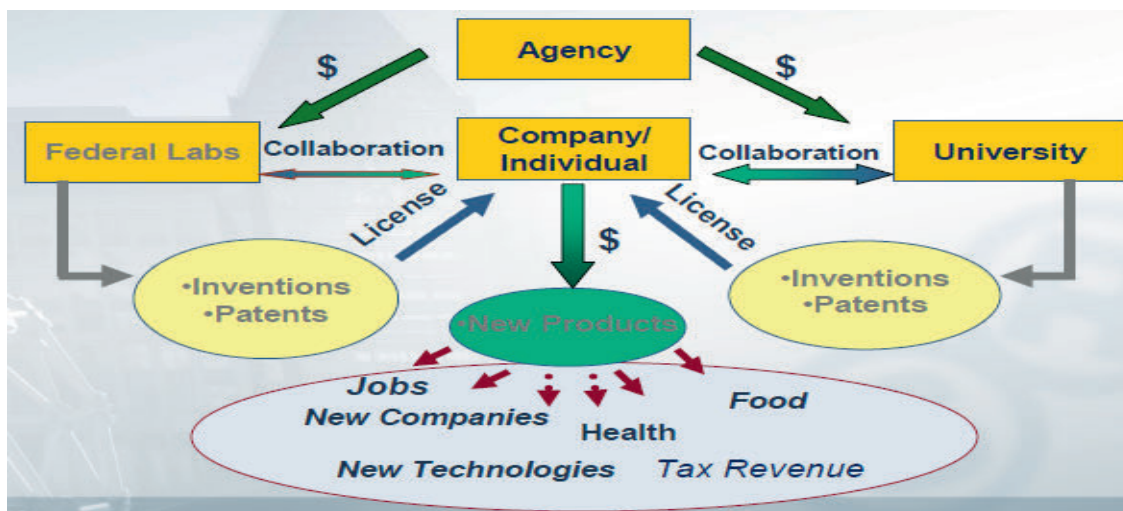 Agency
$
$
Federal Labs
Collaboration
Company/
Individual
Collaboration
University
License
License
$
•Inventions
•Patents
•Inventions
•Patents
•New Products
Jobs
New Companies
Health
Food
New Technologies
Tax Revenue